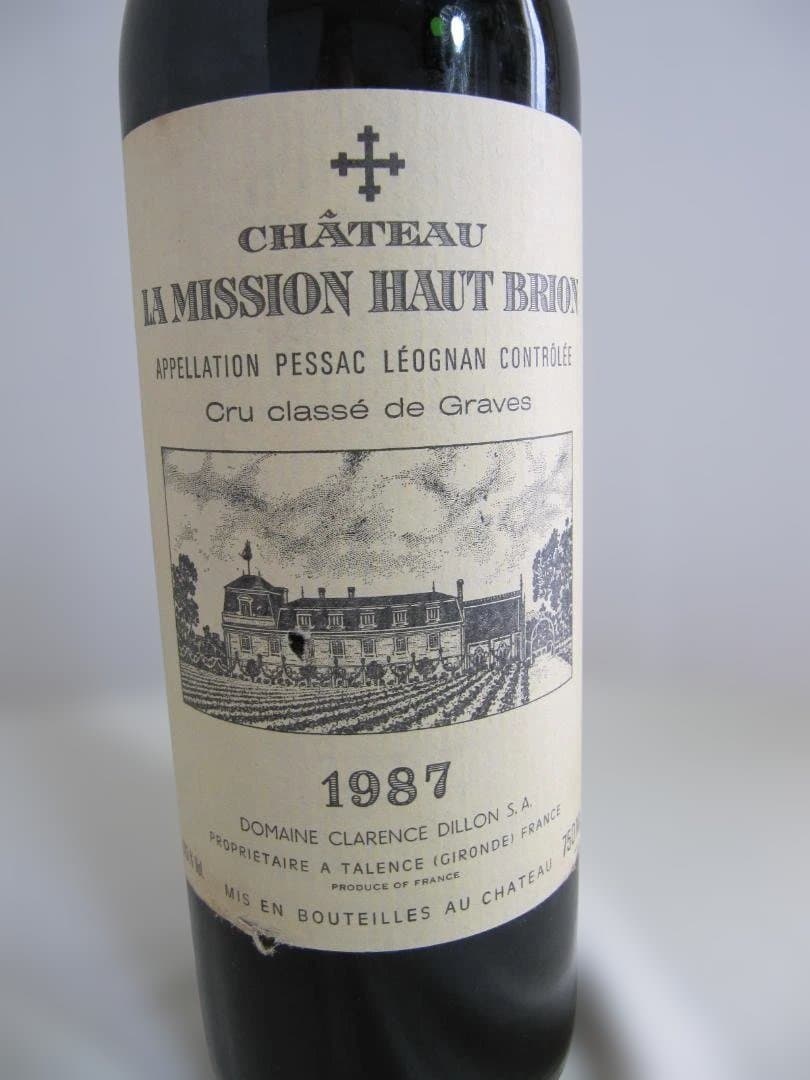 CHÂTEAU
LA MISSION HAUT BRION
APPELLATION PESSAC LÉOGNAN CONTRÔLÉE
Cru classé de Graves
1987
DOMAINE CLARENCE DILLON S.A.
PROPRIÉTAIRE A TALENCE (GIRONDE) FRANCE
PRODUCE OF FRANCE
MIS EN BOUTEILLES AU CHATEAU